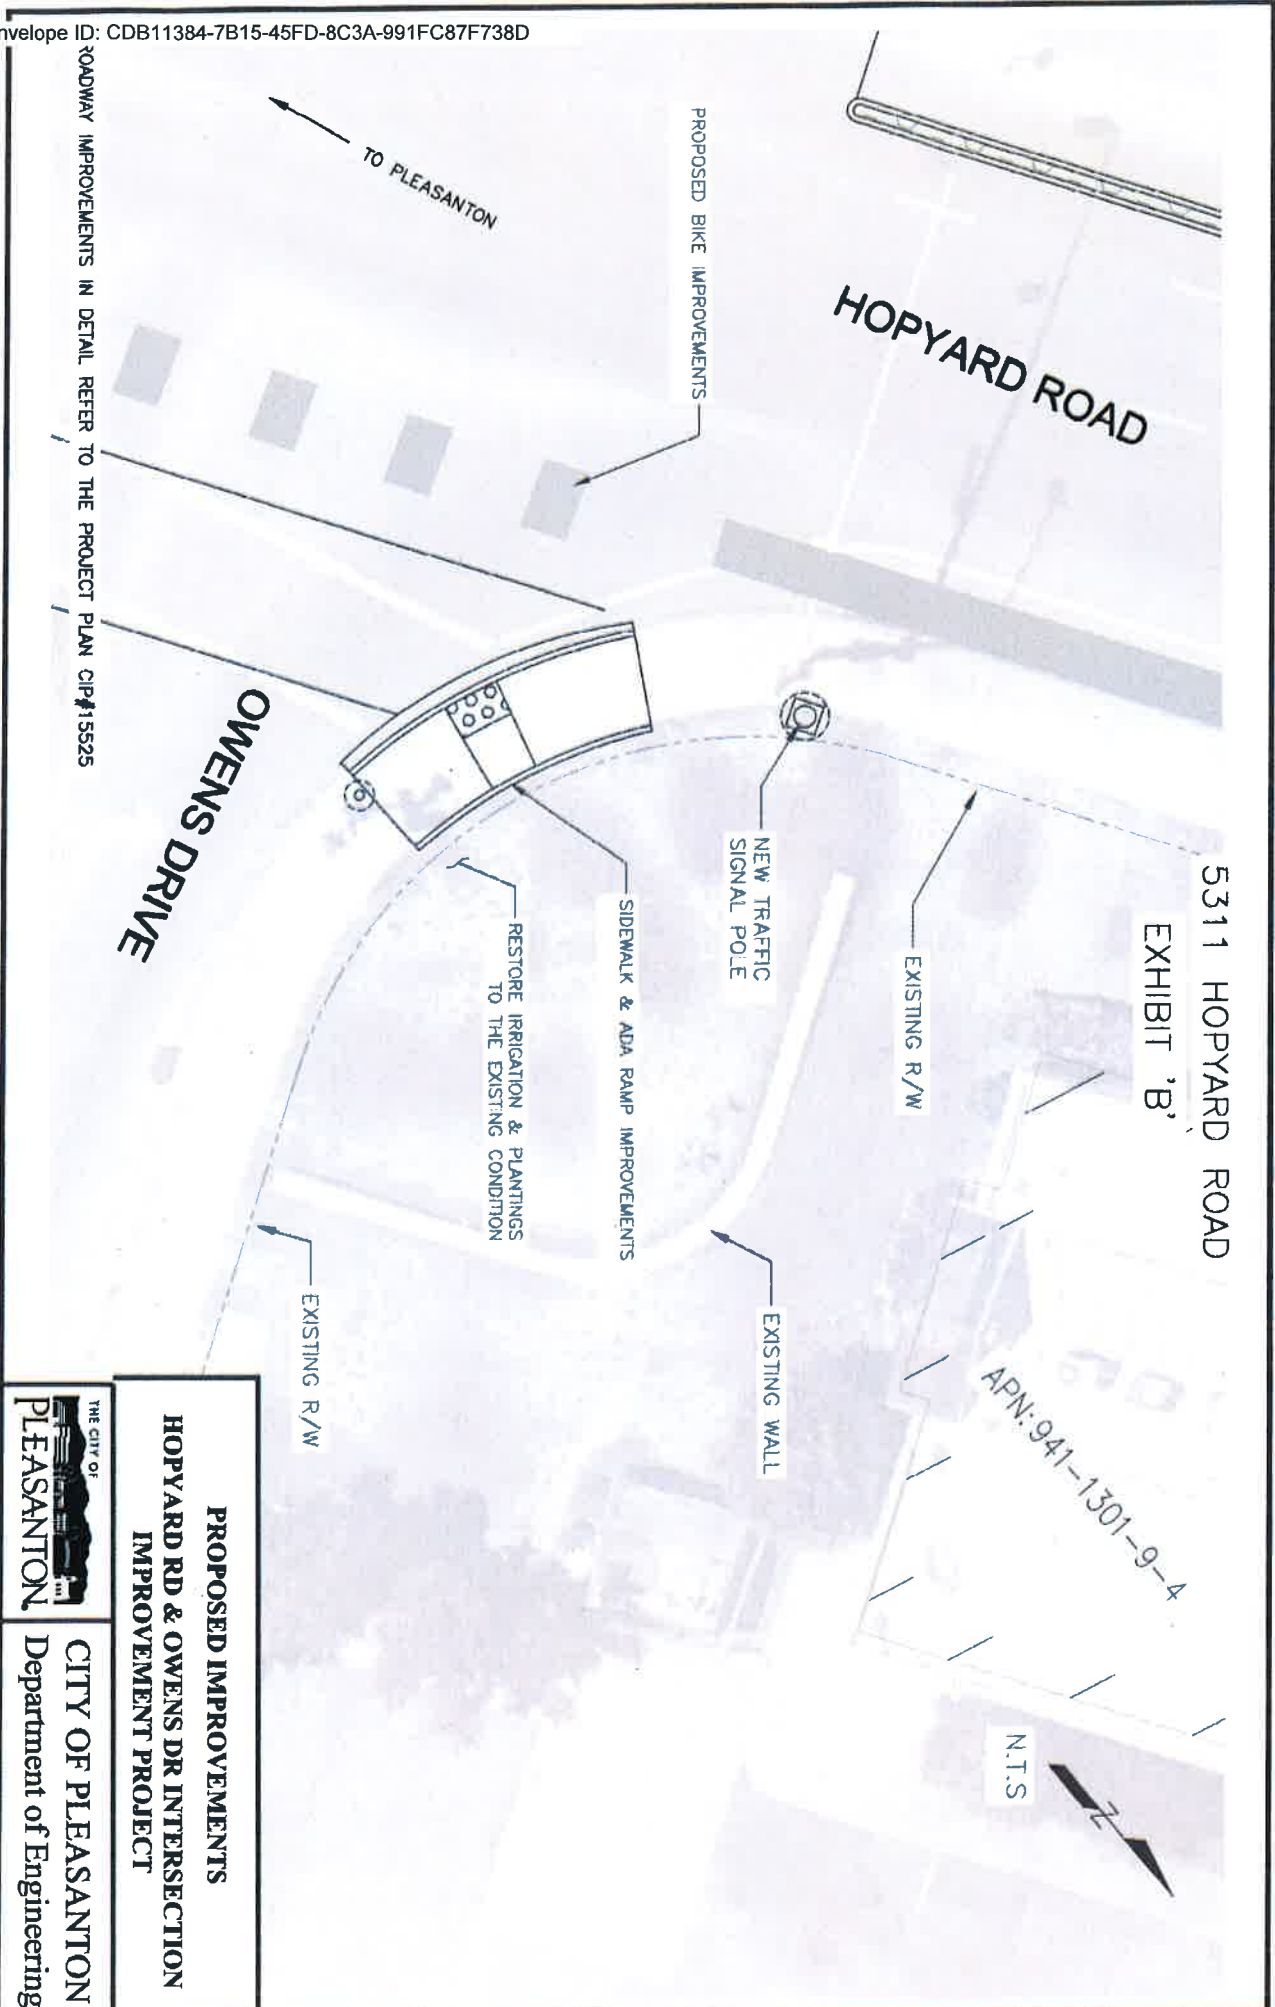 nvelope ID: CDB11384-7B15-45FD-8C3A-991FC87F738D
5311 HOPYARD ROAD
EXHIBIT 'B'
HOPYARD ROAD
TO PLEASANTON
PROPOSED BIKE IMPROVEMENTS
EXISTING R/W
NEW TRAFFIC
SIGNAL POLE
SIDEWALK & ADA RAMP IMPROVEMENTS
RESTORE IRRIGATION & PLANTINGS
TO THE EXISTING CONDITION
EXISTING WALL
EXISTING R/W
APN: 941-1301-9-4
N.T.S
N
OWENS DRIVE
ROADWAY IMPROVEMENTS IN DETAIL REFER TO THE PROJECT PLAN CIP#15525
PROPOSED IMPROVEMENTS
HOPYARD RD & OWENS DR INTERSECTION
IMPROVEMENT PROJECT
THE CITY OF
PLEASANTON
CITY OF PLEASANTON
Department of Engineering